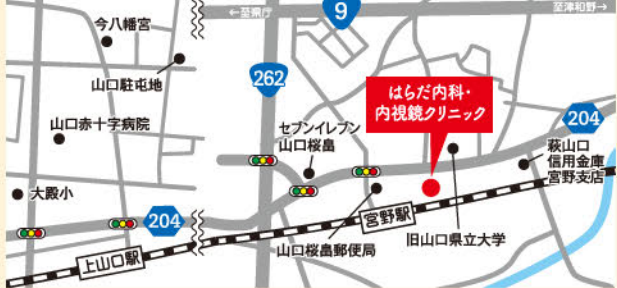 ←至県庁
9
至津和野→
今八幡宮
262
山口駐屯地
はらだ内科・
内視鏡クリニック
山口赤十字病院
セブンイレブン
山口桜畠
204
萩山口
信用金庫
宮野支店
大殿小
204
宮野駅
山口桜畠郵便局
旧山口県立大学
上山口駅